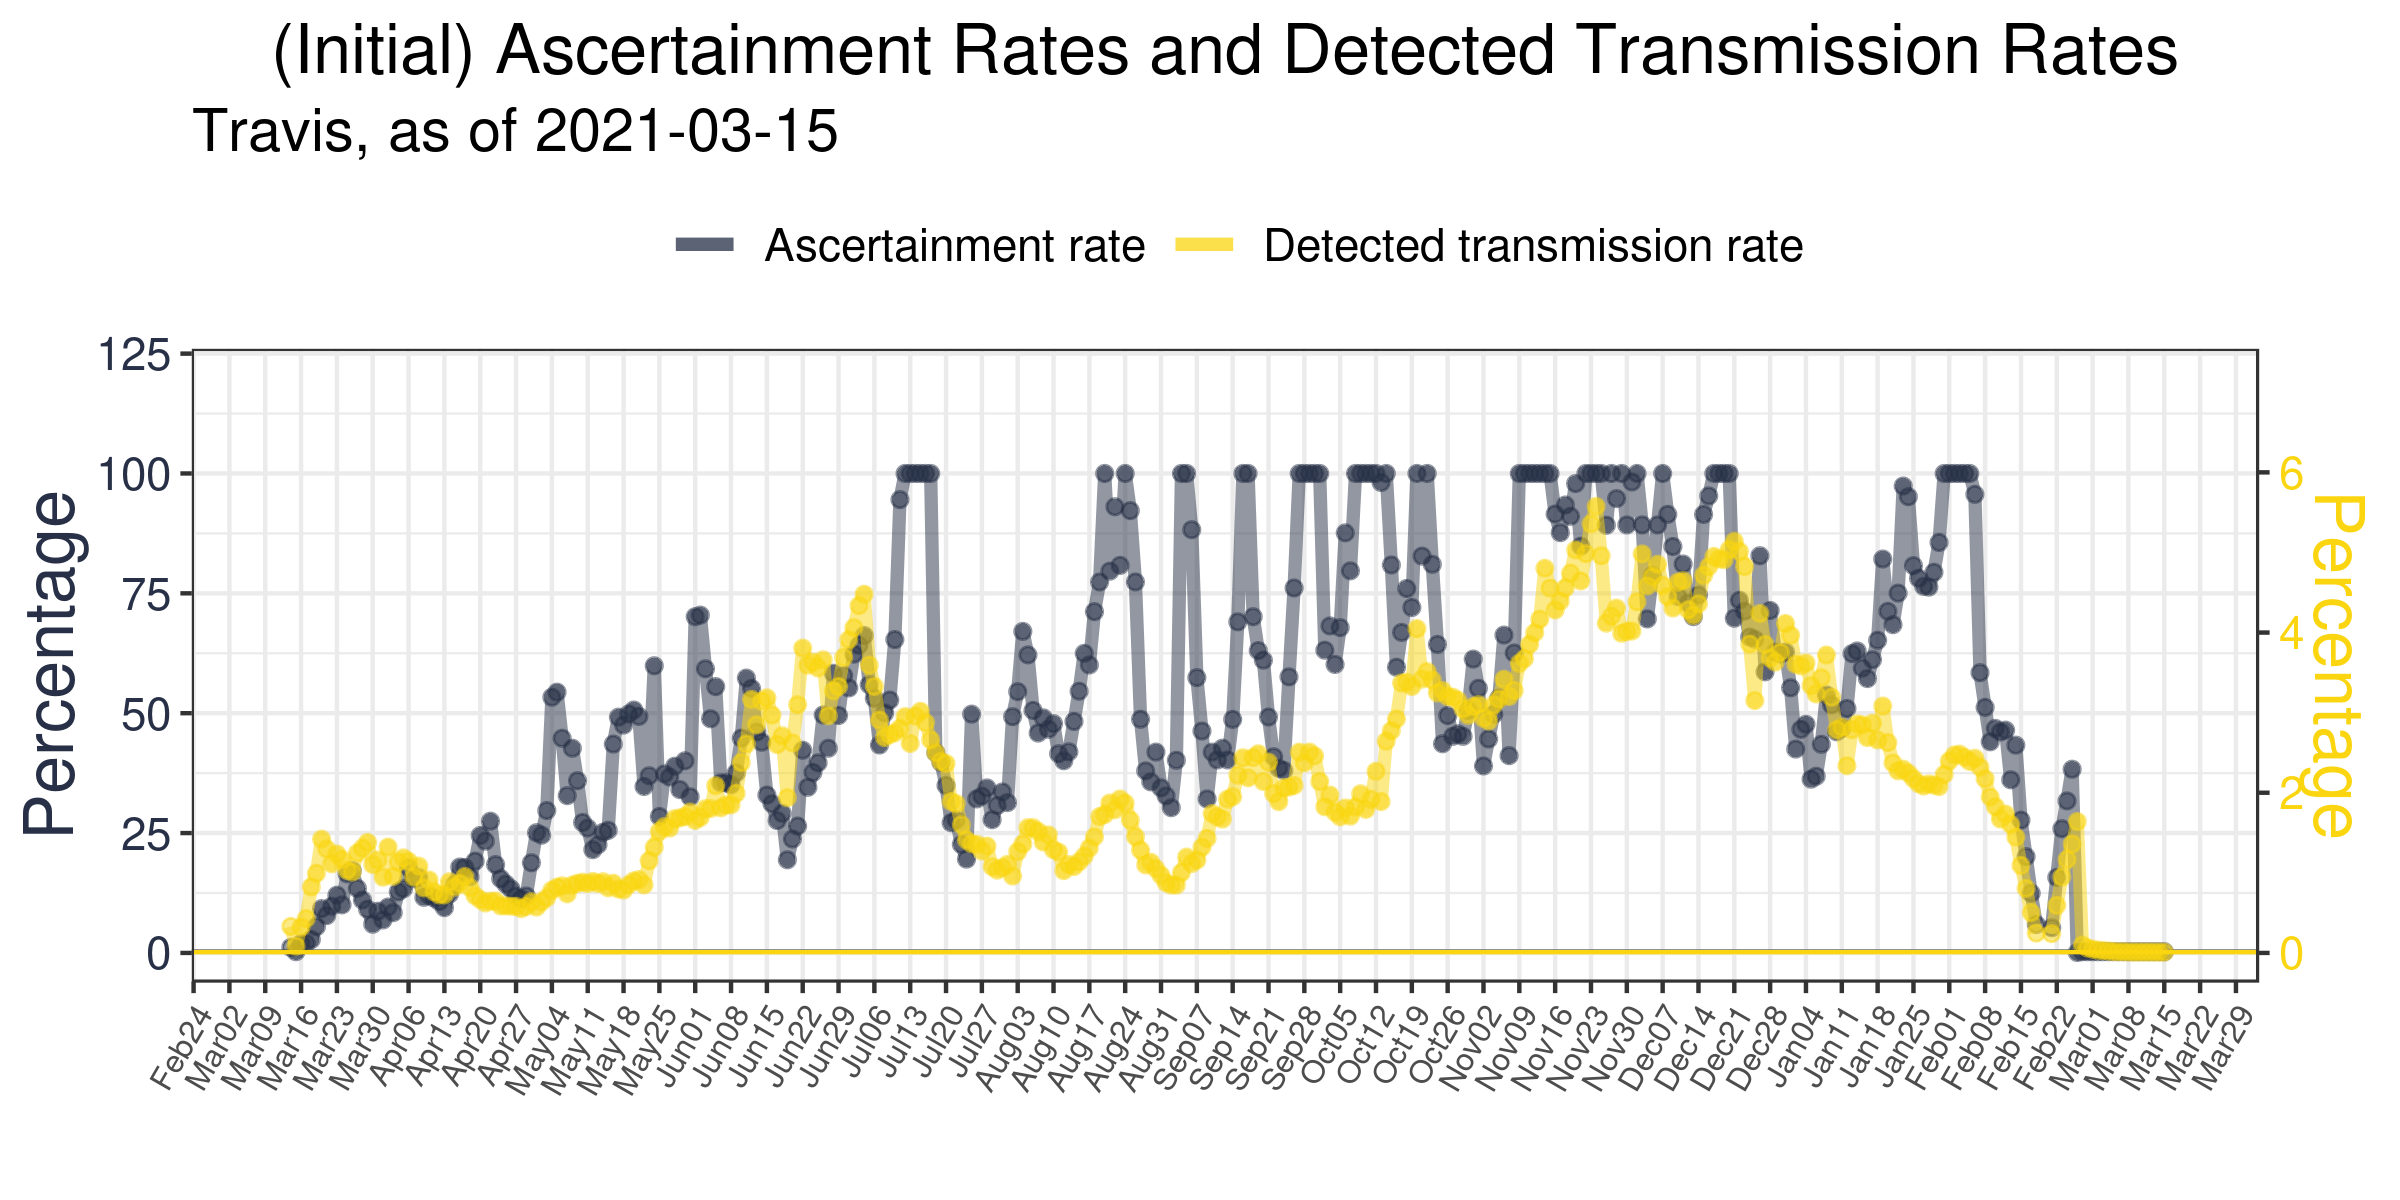 (Initial) Ascertainment Rates and Detected Transmission Rates
Travis, as of 2021-03-15
Ascertainment rate Detected transmission rate
125
100
75
50
25
0
Percentage
6
4
2
0
Percentage
Feb24 Mar02 Mar09 Mar16 Mar23 Mar30 Apr06 Apr13 Apr20 Apr27 May04 May11 May18 May25 Jun01 Jun08 Jun15 Jun22 Jun29 Jul06 Jul13 Jul20 Jul27 Aug03 Aug10 Aug17 Aug24 Aug31 Sep07 Sep14 Sep21 Sep28 Oct05 Oct12 Oct19 Oct26 Nov02 Nov09 Nov16 Nov23 Nov30 Dec07 Dec14 Dec21 Dec28 Jan04 Jan11 Jan18 Jan25 Feb01 Feb08 Feb15 Feb22 Mar01 Mar08 Mar15 Mar22 Mar29